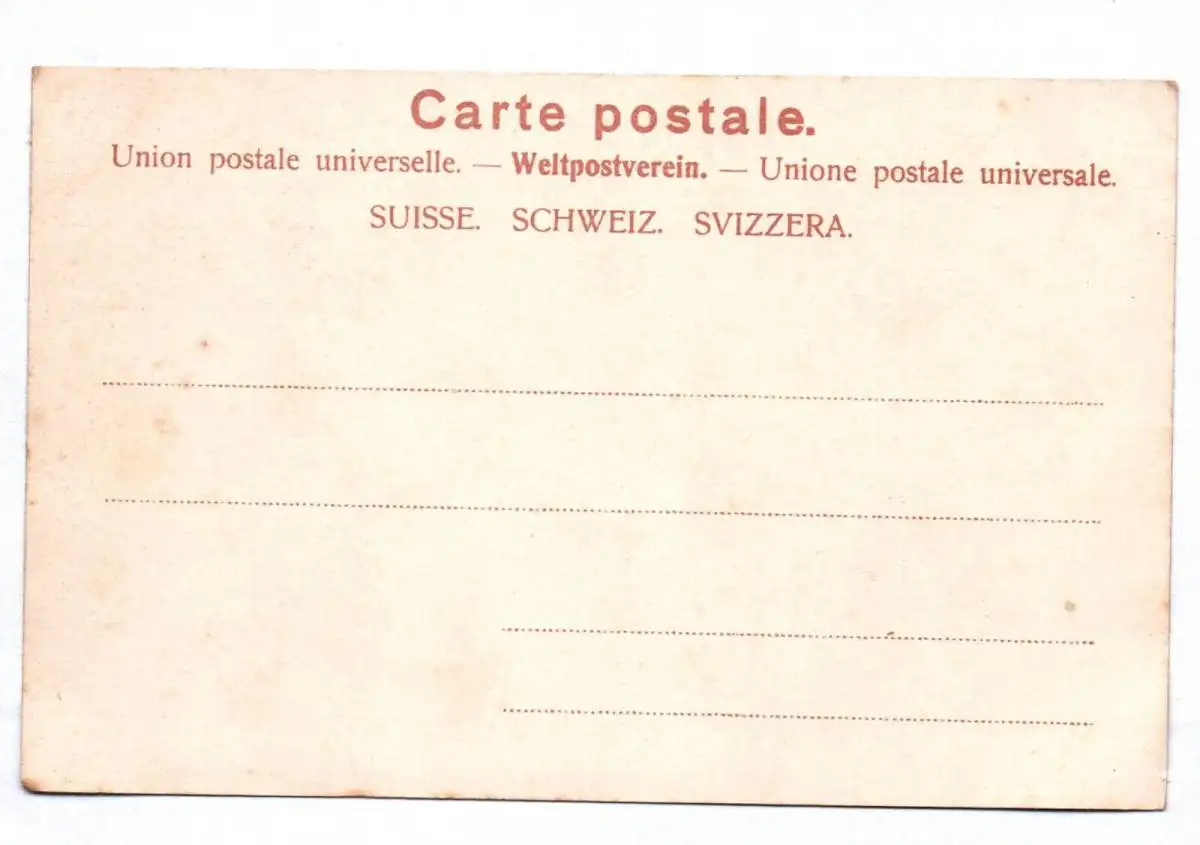 Carte postale.
Union postale universelle. — Weltpostverein. — Unione postale universale.
SUISSE. SCHWEIZ. SVIZZERA.